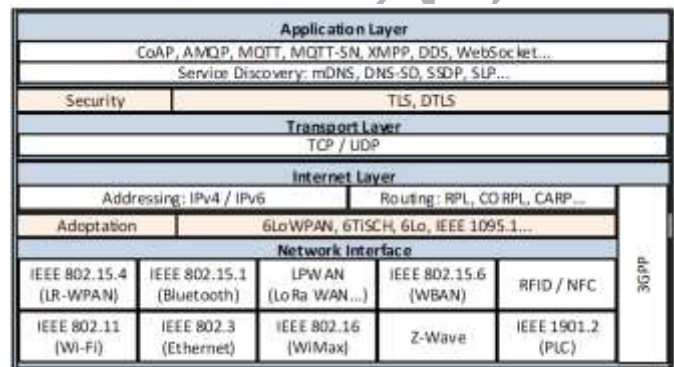 Application Layer
CoAP, AMQP, MQTT, MQTT-SN, XMPP, DDS, WebSocket...
Service Discovery: mDNS, DNS-SD, SSDP, SLP...
Security TLS, DTLS
Transport Layer
TCP / UDP
Internet Layer
Addressing: IPv4 / IPv6 Routing: RPL, CORPL, CARP...
Adoptation 6LoWPAN, 6TiSCH, 6Lo, IEEE 1095.1...
Network Interface
3GPP
IEEE 802.15.4 IEEE 802.15.1 LPWAN IEEE 802.15.6 RFID / NFC
(LR-WPAN) (Bluetooth) (LoRa WAN...) (WBAN)
IEEE 802.11 IEEE 802.3 IEEE 802.16 Z-Wave IEEE 1901.2
(Wi-Fi) (Ethernet) (WiMax) (PLC)